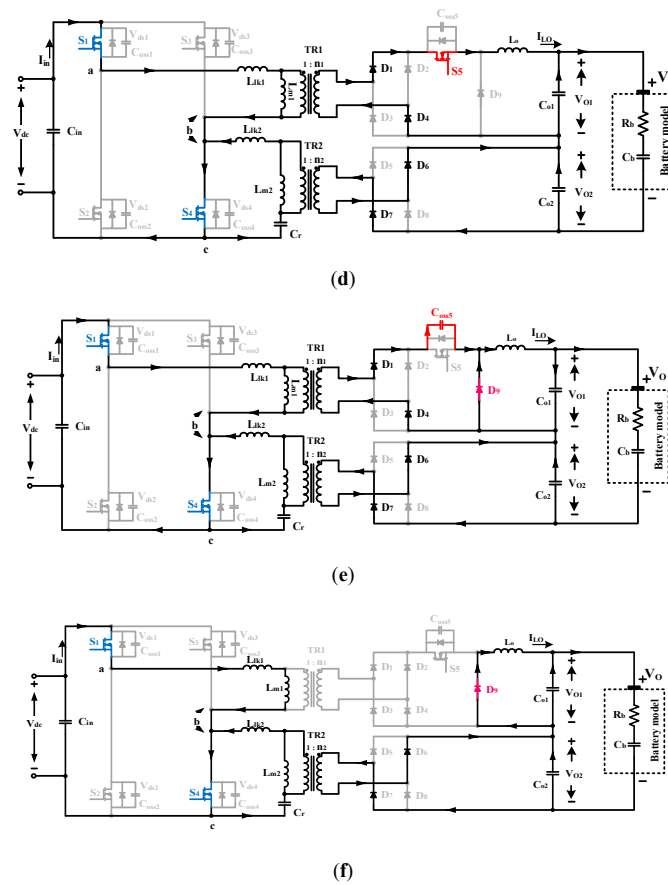 Coss5
S1 Vds1 Coss1 S3 Vds3 Coss3
Iin
TR1
1 : n1
a
Llk1
Lm1
D1 D2
S5
Lo
ILO
D9
D3 D4
Co1
VO1
+VO
Vdc
Cin
b
Llk2
TR2
1 : n2
D5 D6
Rb
Cb
Battery model
S2 Vds2 Coss2 S4 Vds4 Coss4
Lm2
Cr
D7 D8
Co2
VO2
c
(d)
Coss5
S1 Vds1 Coss1 S3 Vds3 Coss3
Iin
TR1
1 : n1
a
Llk1
Lm1
D1 D2
S5
Lo
ILO
D9
D3 D4
Co1
VO1
+VO
Vdc
Cin
b
Llk2
TR2
1 : n2
D5 D6
Rb
Cb
Battery model
S2 Vds2 Coss2 S4 Vds4 Coss4
Lm2
Cr
D7 D8
Co2
VO2
c
(e)
Coss5
S1 Vds1 Coss1 S3 Vds3 Coss3
Iin
TR1
1 : n1
a
Llk1
Lm1
D1 D2
S5
Lo
ILO
D9
D3 D4
Co1
VO1
+VO
Vdc
Cin
b
Llk2
TR2
1 : n2
D5 D6
Rb
Cb
Battery model
S2 Vds2 Coss2 S4 Vds4 Coss4
Lm2
Cr
D7 D8
Co2
VO2
c
(f)